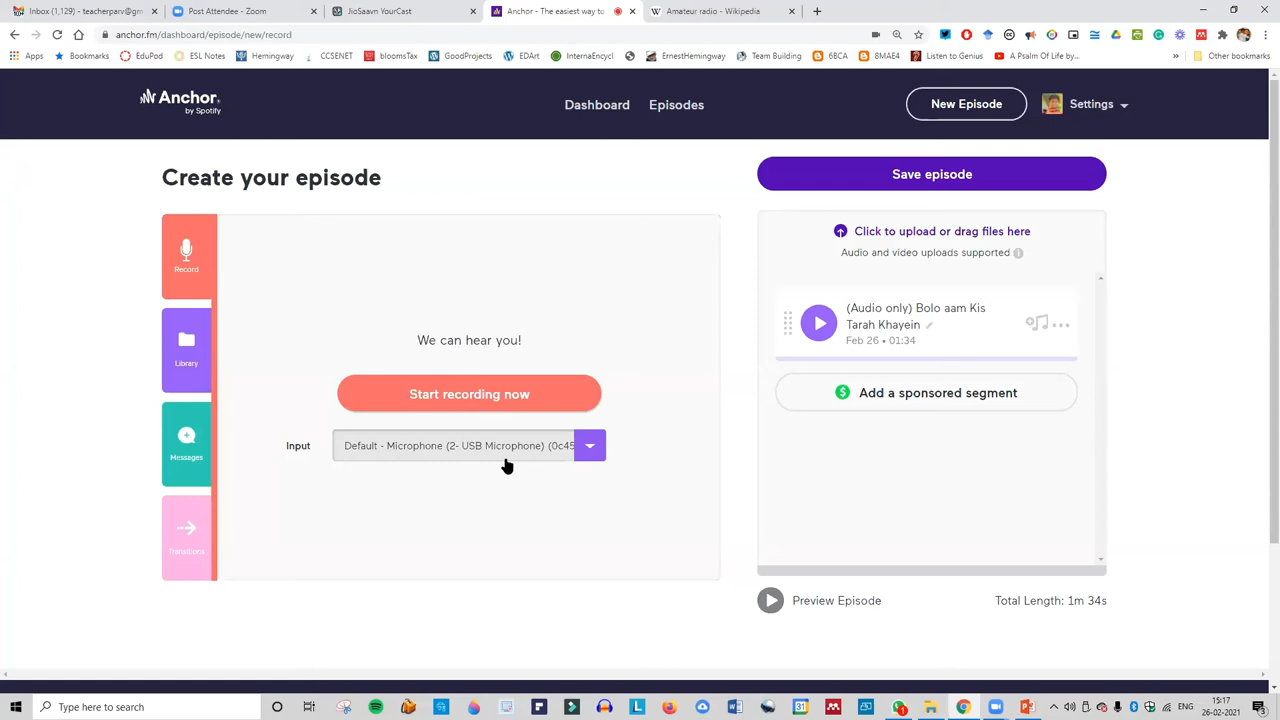 Inbox (1,129) - teacherparv@gm
Post Attendee - Zoom
JioSaavn YourCast
Anchor - The easiest way to
Amateur radio - Wikipedia
anchor.fm/dashboard/episode/new/record
Apps
Bookmarks
EduPod
ESL Notes
Hemingway
CCSENET
bloomsTax
GoodProjects
EDArt
InternaEncycl
ErnestHemingway
Team Building
6BCA
8MAE4
Listen to Genius
A Psalm Of Life by...
»
Other bookmarks
Anchor
by Spotify
Dashboard
Episodes
New Episode
Settings
Create your episode
Save episode
Record
Library
Messages
Transitions
We can hear you!
Start recording now
Input
Default - Microphone (2- USB Microphone) (0c45
Click to upload or drag files here
Audio and video uploads supported
(Audio only) Bolo aam Kis
Tarah Khayein
Feb 26 • 01:34
Add a sponsored segment
Preview Episode
Total Length: 1m 34s
Type here to search
ENG
15:17
26-02-2021